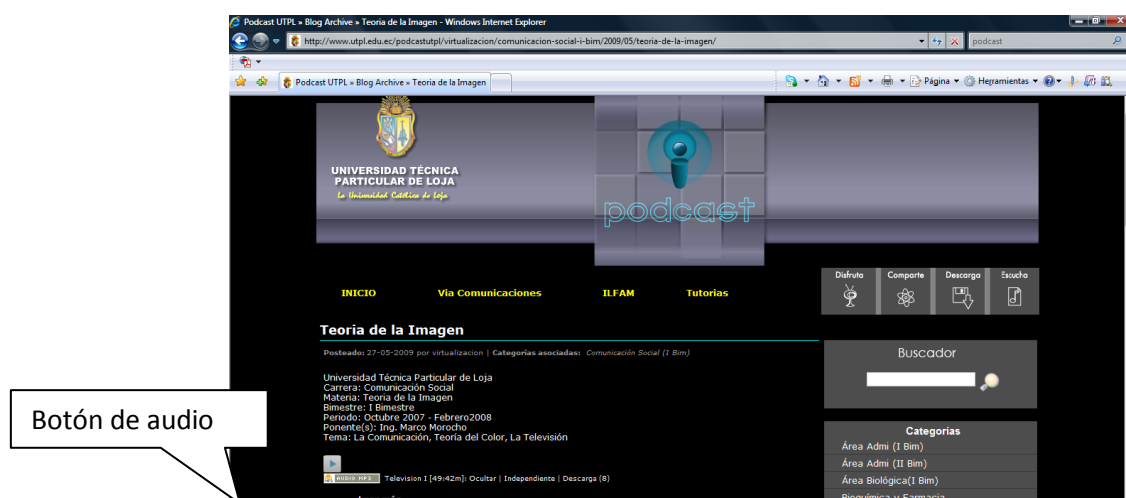 Podcast UTPL » Blog Archive » Teoria de la Imagen - Windows Internet Explorer
http://www.utpl.edu.ec/podcastutpl/virtualizacion/comunicacion-social-i-bim/2009/05/teoria-de-la-imagen/
podcast
Podcast UTPL » Blog Archive » Teoria de la Imagen
Página
Herramientas
UNIVERSIDAD TÉCNICA
PARTICULAR DE LOJA
La Universidad Católica de Loja
podcast
Disfruta Comparte Descarga Escucha
INICIO Via Comunicaciones ILFAM Tutorias
Teoria de la Imagen
Posteado: 27-05-2009 por virtualizacion | Categorias asociadas: Comunicación Social (I Bim)
Universidad Técnica Particular de Loja
Carrera: Comunicación Social
Materia: Teoria de la Imagen
Bimestre: I Bimestre
Periodo: Octubre 2007 - Febrero2008
Ponente(s): Ing. Marco Morocho
Tema: La Comunicación, Teoría del Color, La Televisión
AUDIO MP3 Television I [49:42m]: Ocultar | Independiente | Descarga (8)
Buscador
Categorias
Área Admi (I Bim)
Área Admi (II Bim)
Área Biológica(I Bim)
Bioquímica y Farmacia
Botón de audio